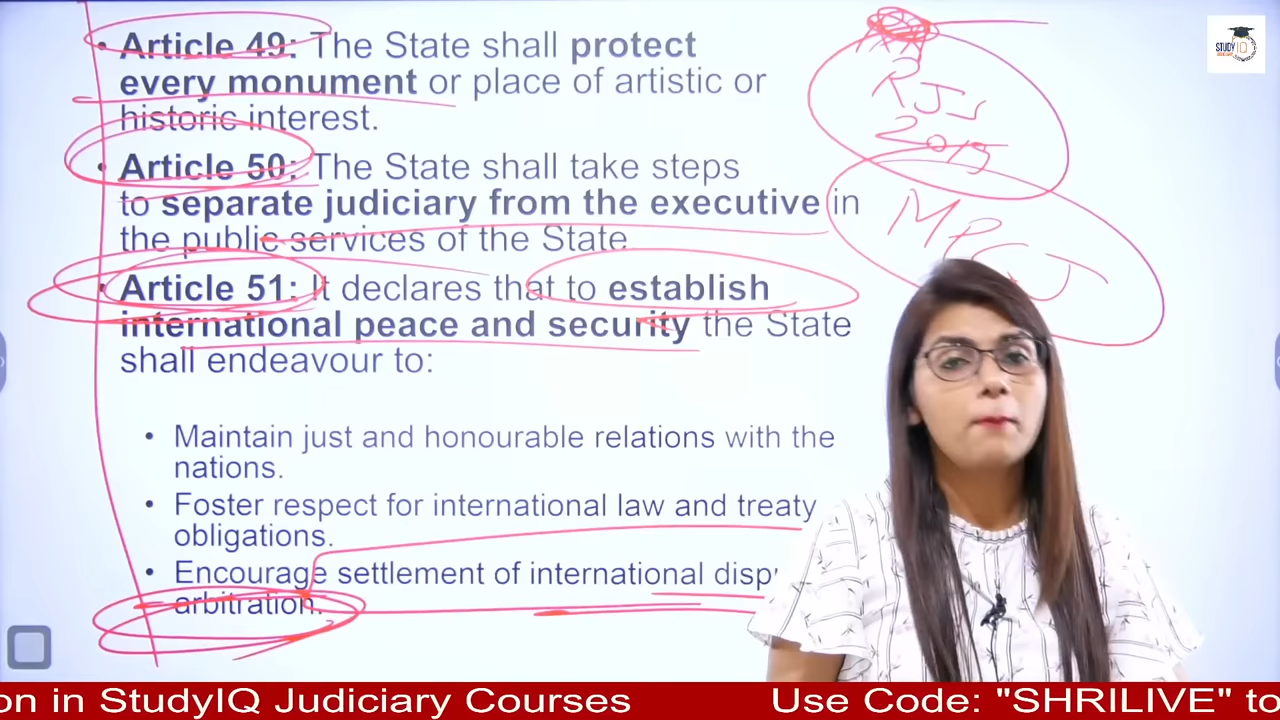 • Article 49: The State shall protect
every monument or place of artistic or
historic interest.
• Article 50: The State shall take steps
to separate judiciary from the executive in
the public services of the State
• Article 51: It declares that to establish
international peace and security the State
shall endeavour to:
• Maintain just and honourable relations with the
nations.
• Foster respect for international law and treaty
obligations.
• Encourage settlement of international disp
arbitration.
RJS
2019
MPCJ
STUDY IQ
on in StudyIQ Judiciary Courses
Use Code: "SHRILIVE" to